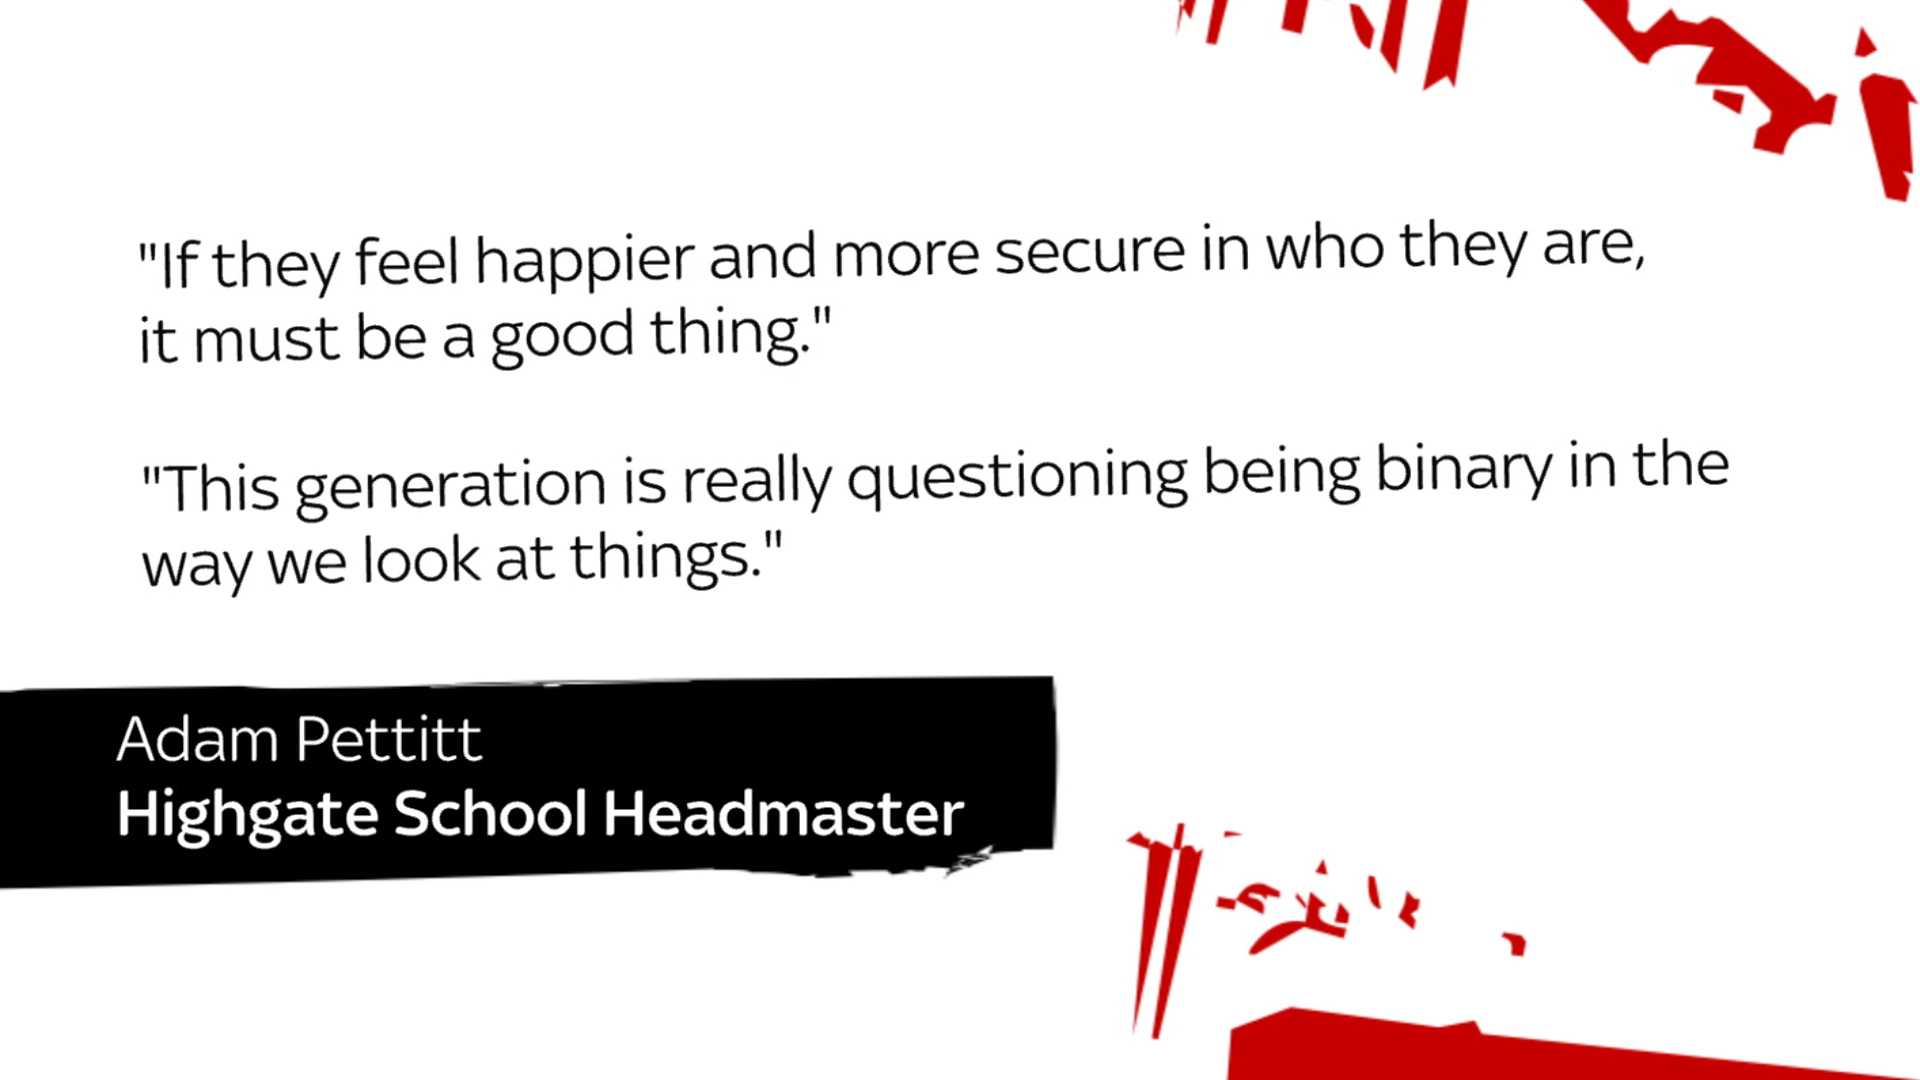 "If they feel happier and more secure in who they are,
it must be a good thing."
"This generation is really questioning being binary in the
way we look at things."
Adam Pettitt
Highgate School Headmaster